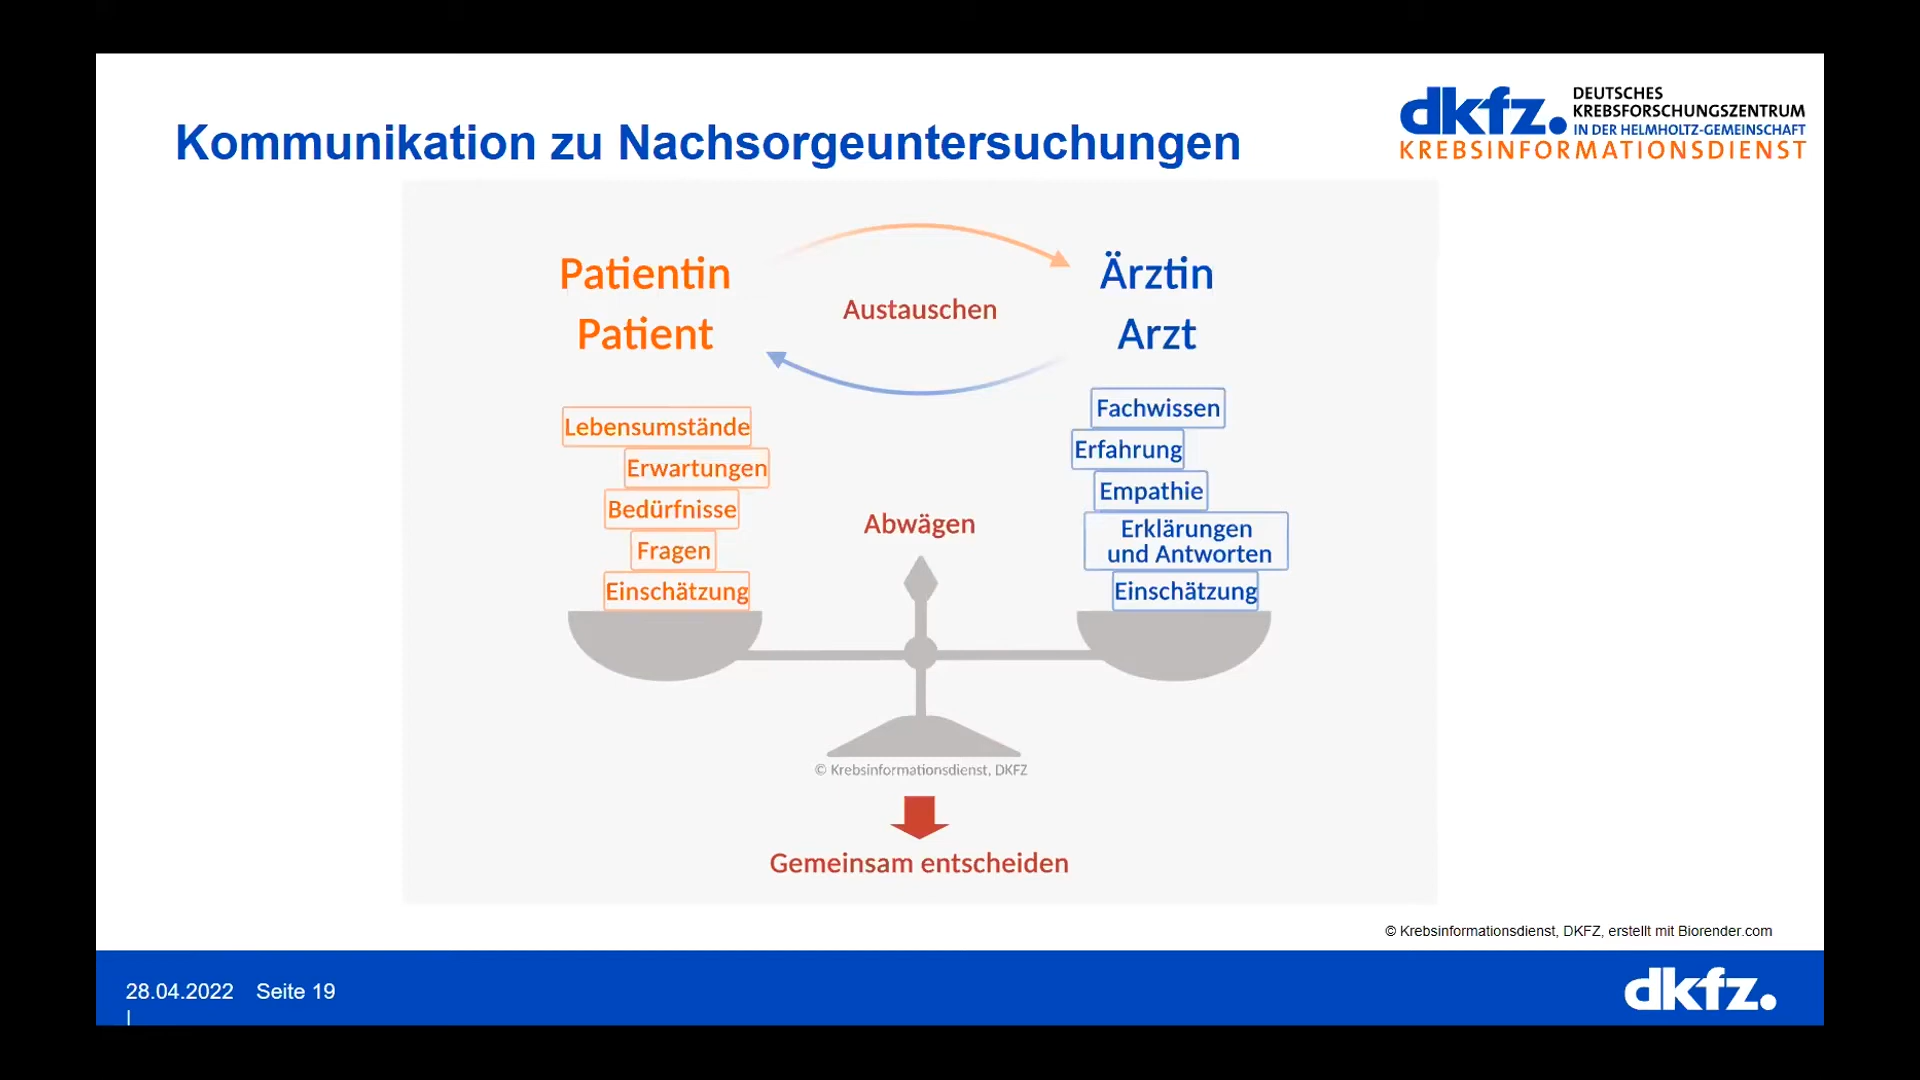 Kommunikation zu Nachsorgeuntersuchungen
dkfz.
DEUTSCHES
KREBSFORSCHUNGSZENTRUM
IN DER HELMHOLTZ-GEMEINSCHAFT
KREBSINFORMATIONSDIENST
Patientin
Patient
Austauschen
Ärztin
Arzt
Lebensumstände
Erwartungen
Bedürfnisse
Fragen
Einschätzung
Abwägen
Fachwissen
Erfahrung
Empathie
Erklärungen
und Antworten
Einschätzung
© Krebsinformationsdienst, DKFZ
Gemeinsam entscheiden
© Krebsinformationsdienst, DKFZ, erstellt mit Biorender.com
28.04.2022 Seite 19
|
dkfz.